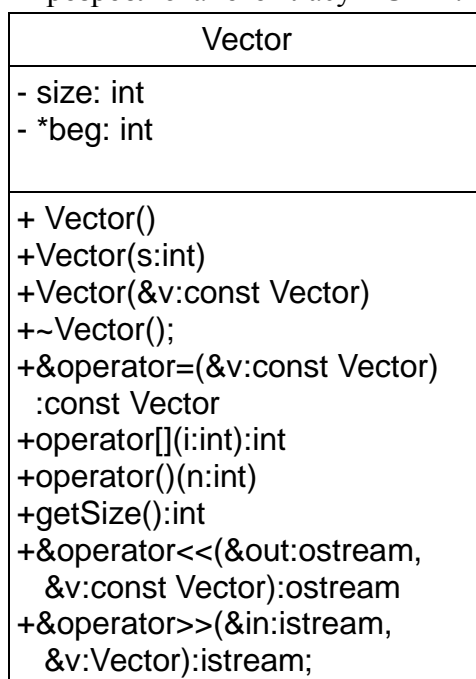 Vector
- size: int
- *beg: int
+ Vector()
+Vector(s:int)
+Vector(&v:const Vector)
+~Vector();
+&operator=(&v:const Vector)
:const Vector
+operator[](i:int):int
+operator()(n:int)
+getSize():int
+&operator<<(&out:ostream,
&v:const Vector):ostream
+&operator>>(&in:istream,
&v:Vector):istream;